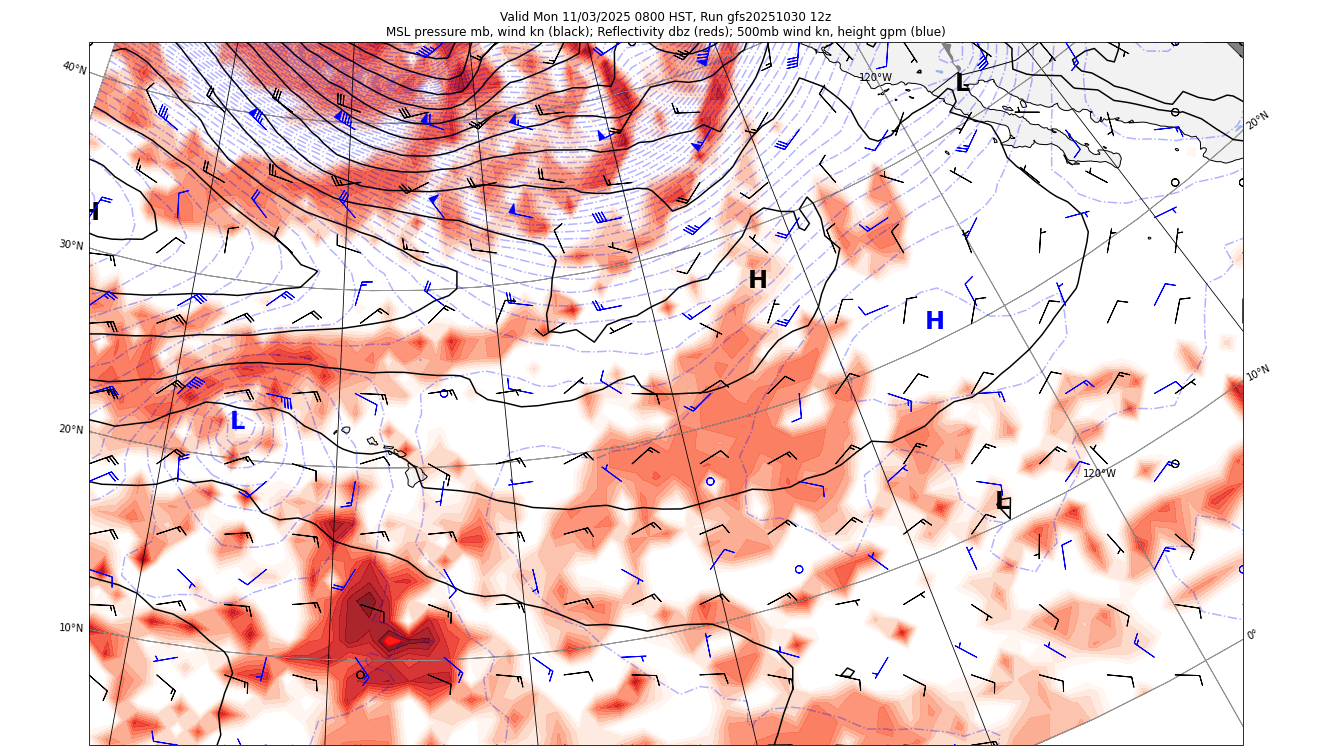 Valid Mon 11/03/2025 0800 HST, Run gfs20251030 12z
MSL pressure mb, wind kn (black); Reflectivity dbz (reds); 500mb wind kn, height gpm (blue)
40°N
120°W
L
20°N
H
30°N
H
H
10°N
L
20°N
120°W
L
10°N
0°